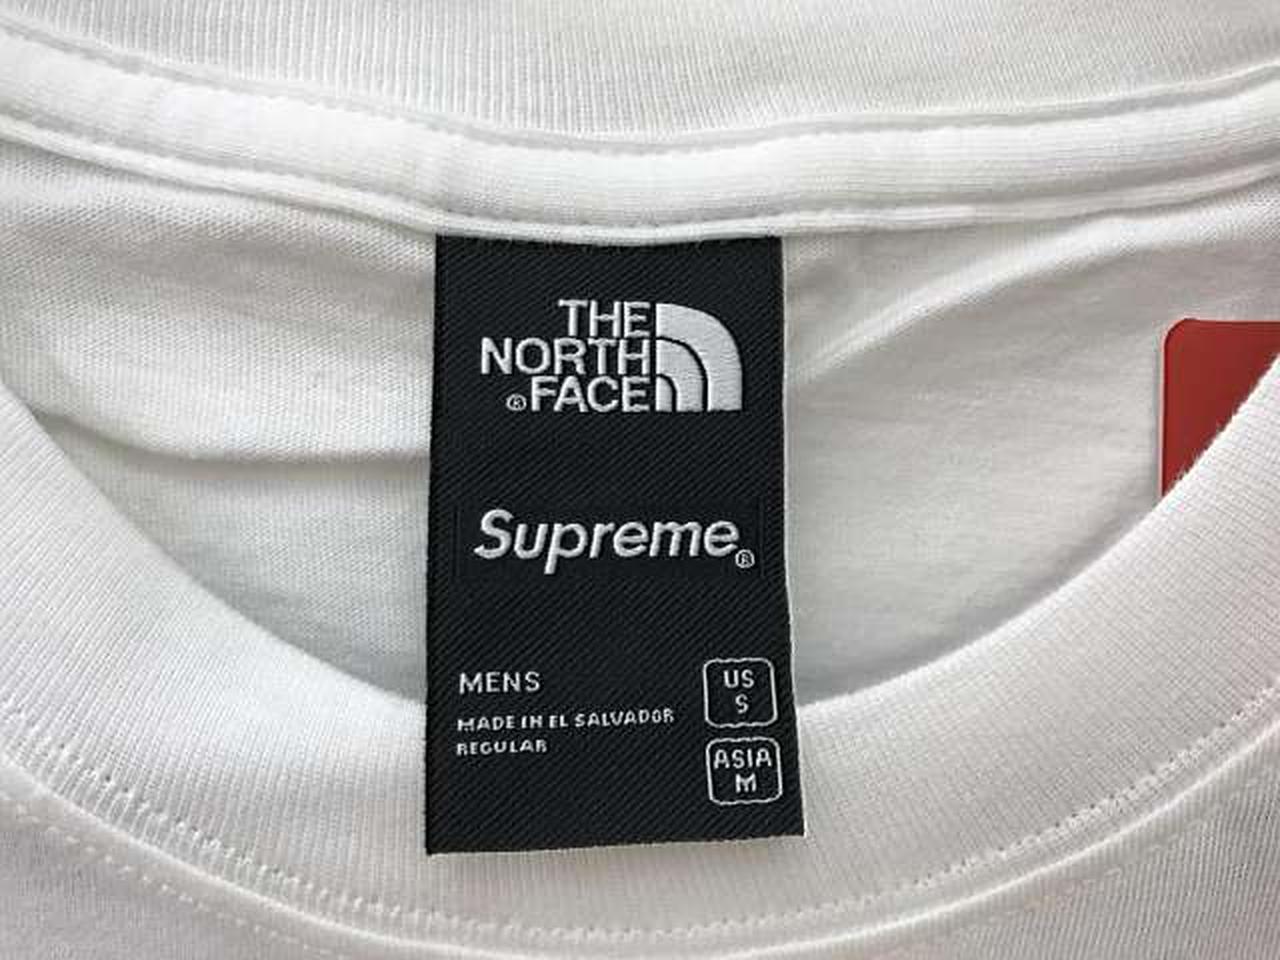 THE
NORTH
®FACE
Supreme®
MENS
MADE IN EL SALVADOR
REGULAR
US
S
ASIA
M